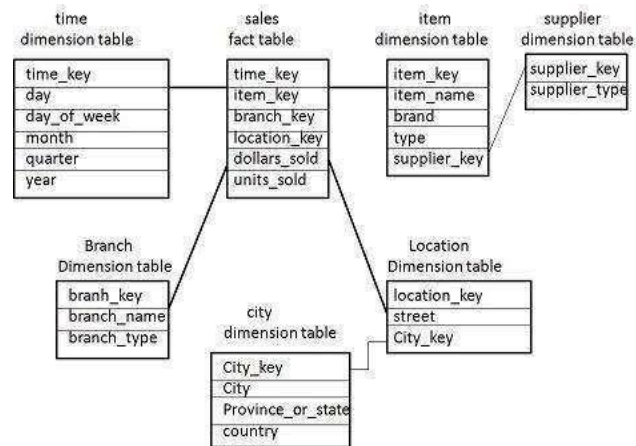 time
dimension table
time_key
day
day_of_week
month
quarter
year
sales
fact table
time_key
item_key
branch_key
location_key
dollars_sold
units_sold
item
dimension table
item_key
item_name
brand
type
supplier_key
supplier
dimension table
supplier_key
supplier_type
Branch
Dimension table
branh_key
branch_name
branch_type
city
dimension table
City_key
City
Province_or_state
country
Location
Dimension table
location_key
street
City_key